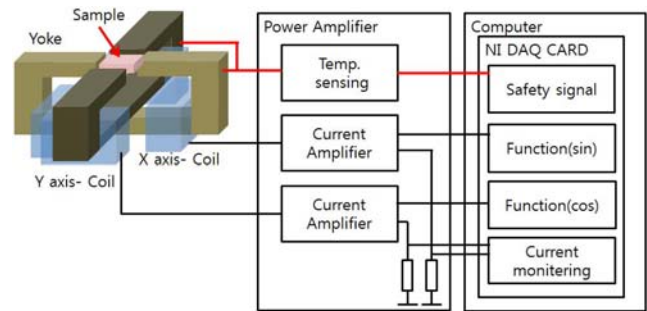 Sample
Yoke
X axis- Coil
Y axis- Coil
Power Amplifier
Temp.
sensing
Current
Amplifier
Current
Amplifier
Computer
NI DAQ CARD
Safety signal
Function(sin)
Function(cos)
Current
monitering